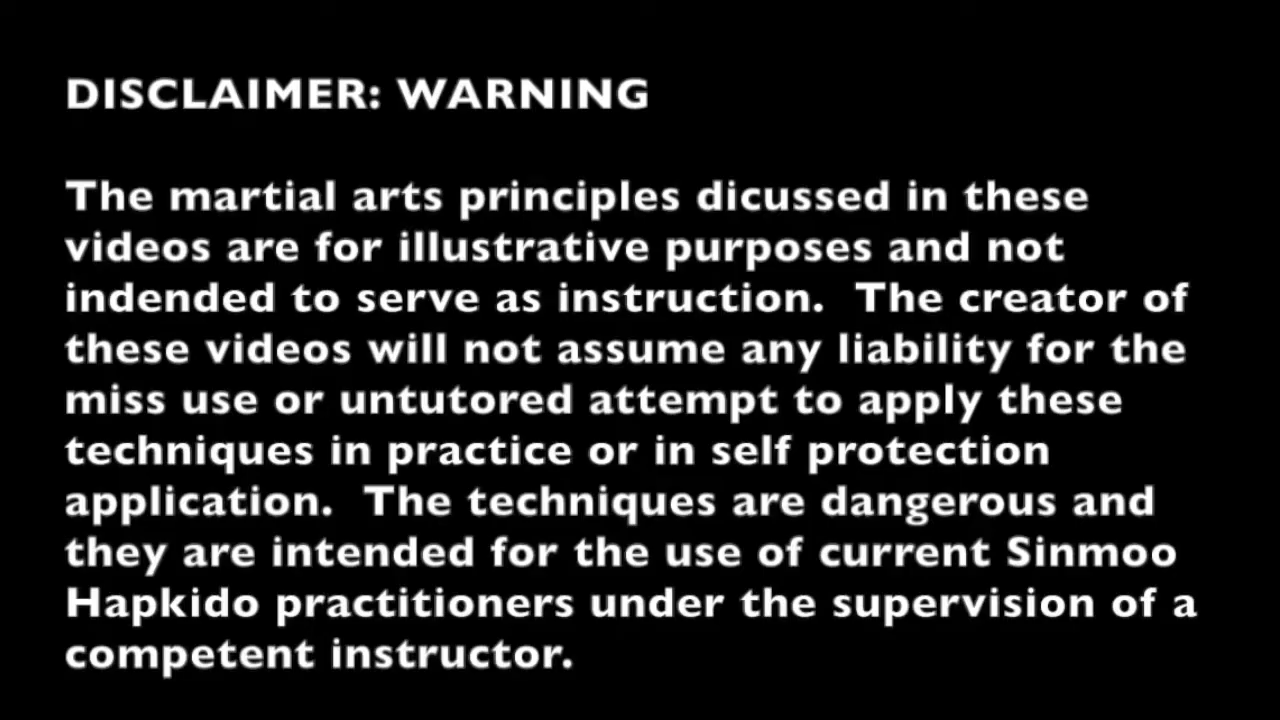 DISCLAIMER: WARNING
The martial arts principles dicussed in these
videos are for illustrative purposes and not
indended to serve as instruction.  The creator of
these videos will not assume any liability for the
miss use or untutored attempt to apply these
techniques in practice or in self protection
application.  The techniques are dangerous and
they are intended for the use of current Sinmoo
Hapkido practitioners under the supervision of a
competent instructor.